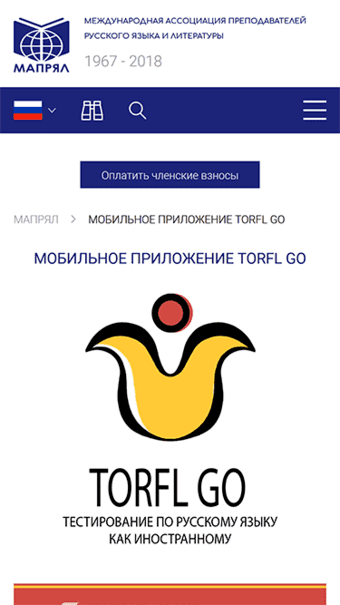 МЕЖДУНАРОДНАЯ АССОЦИАЦИЯ ПРЕПОДАВАТЕЛЕЙ
РУССКОГО ЯЗЫКА И ЛИТЕРАТУРЫ
1967 - 2018
МАПРЯЛ
Оплатить членские взносы
МАПРЯЛ > МОБИЛЬНОЕ ПРИЛОЖЕНИЕ TORFL GO
МОБИЛЬНОЕ ПРИЛОЖЕНИЕ TORFL GO
TORFL GO
ТЕСТИРОВАНИЕ ПО РУССКОМУ ЯЗЫКУ
КАК ИНОСТРАННОМУ